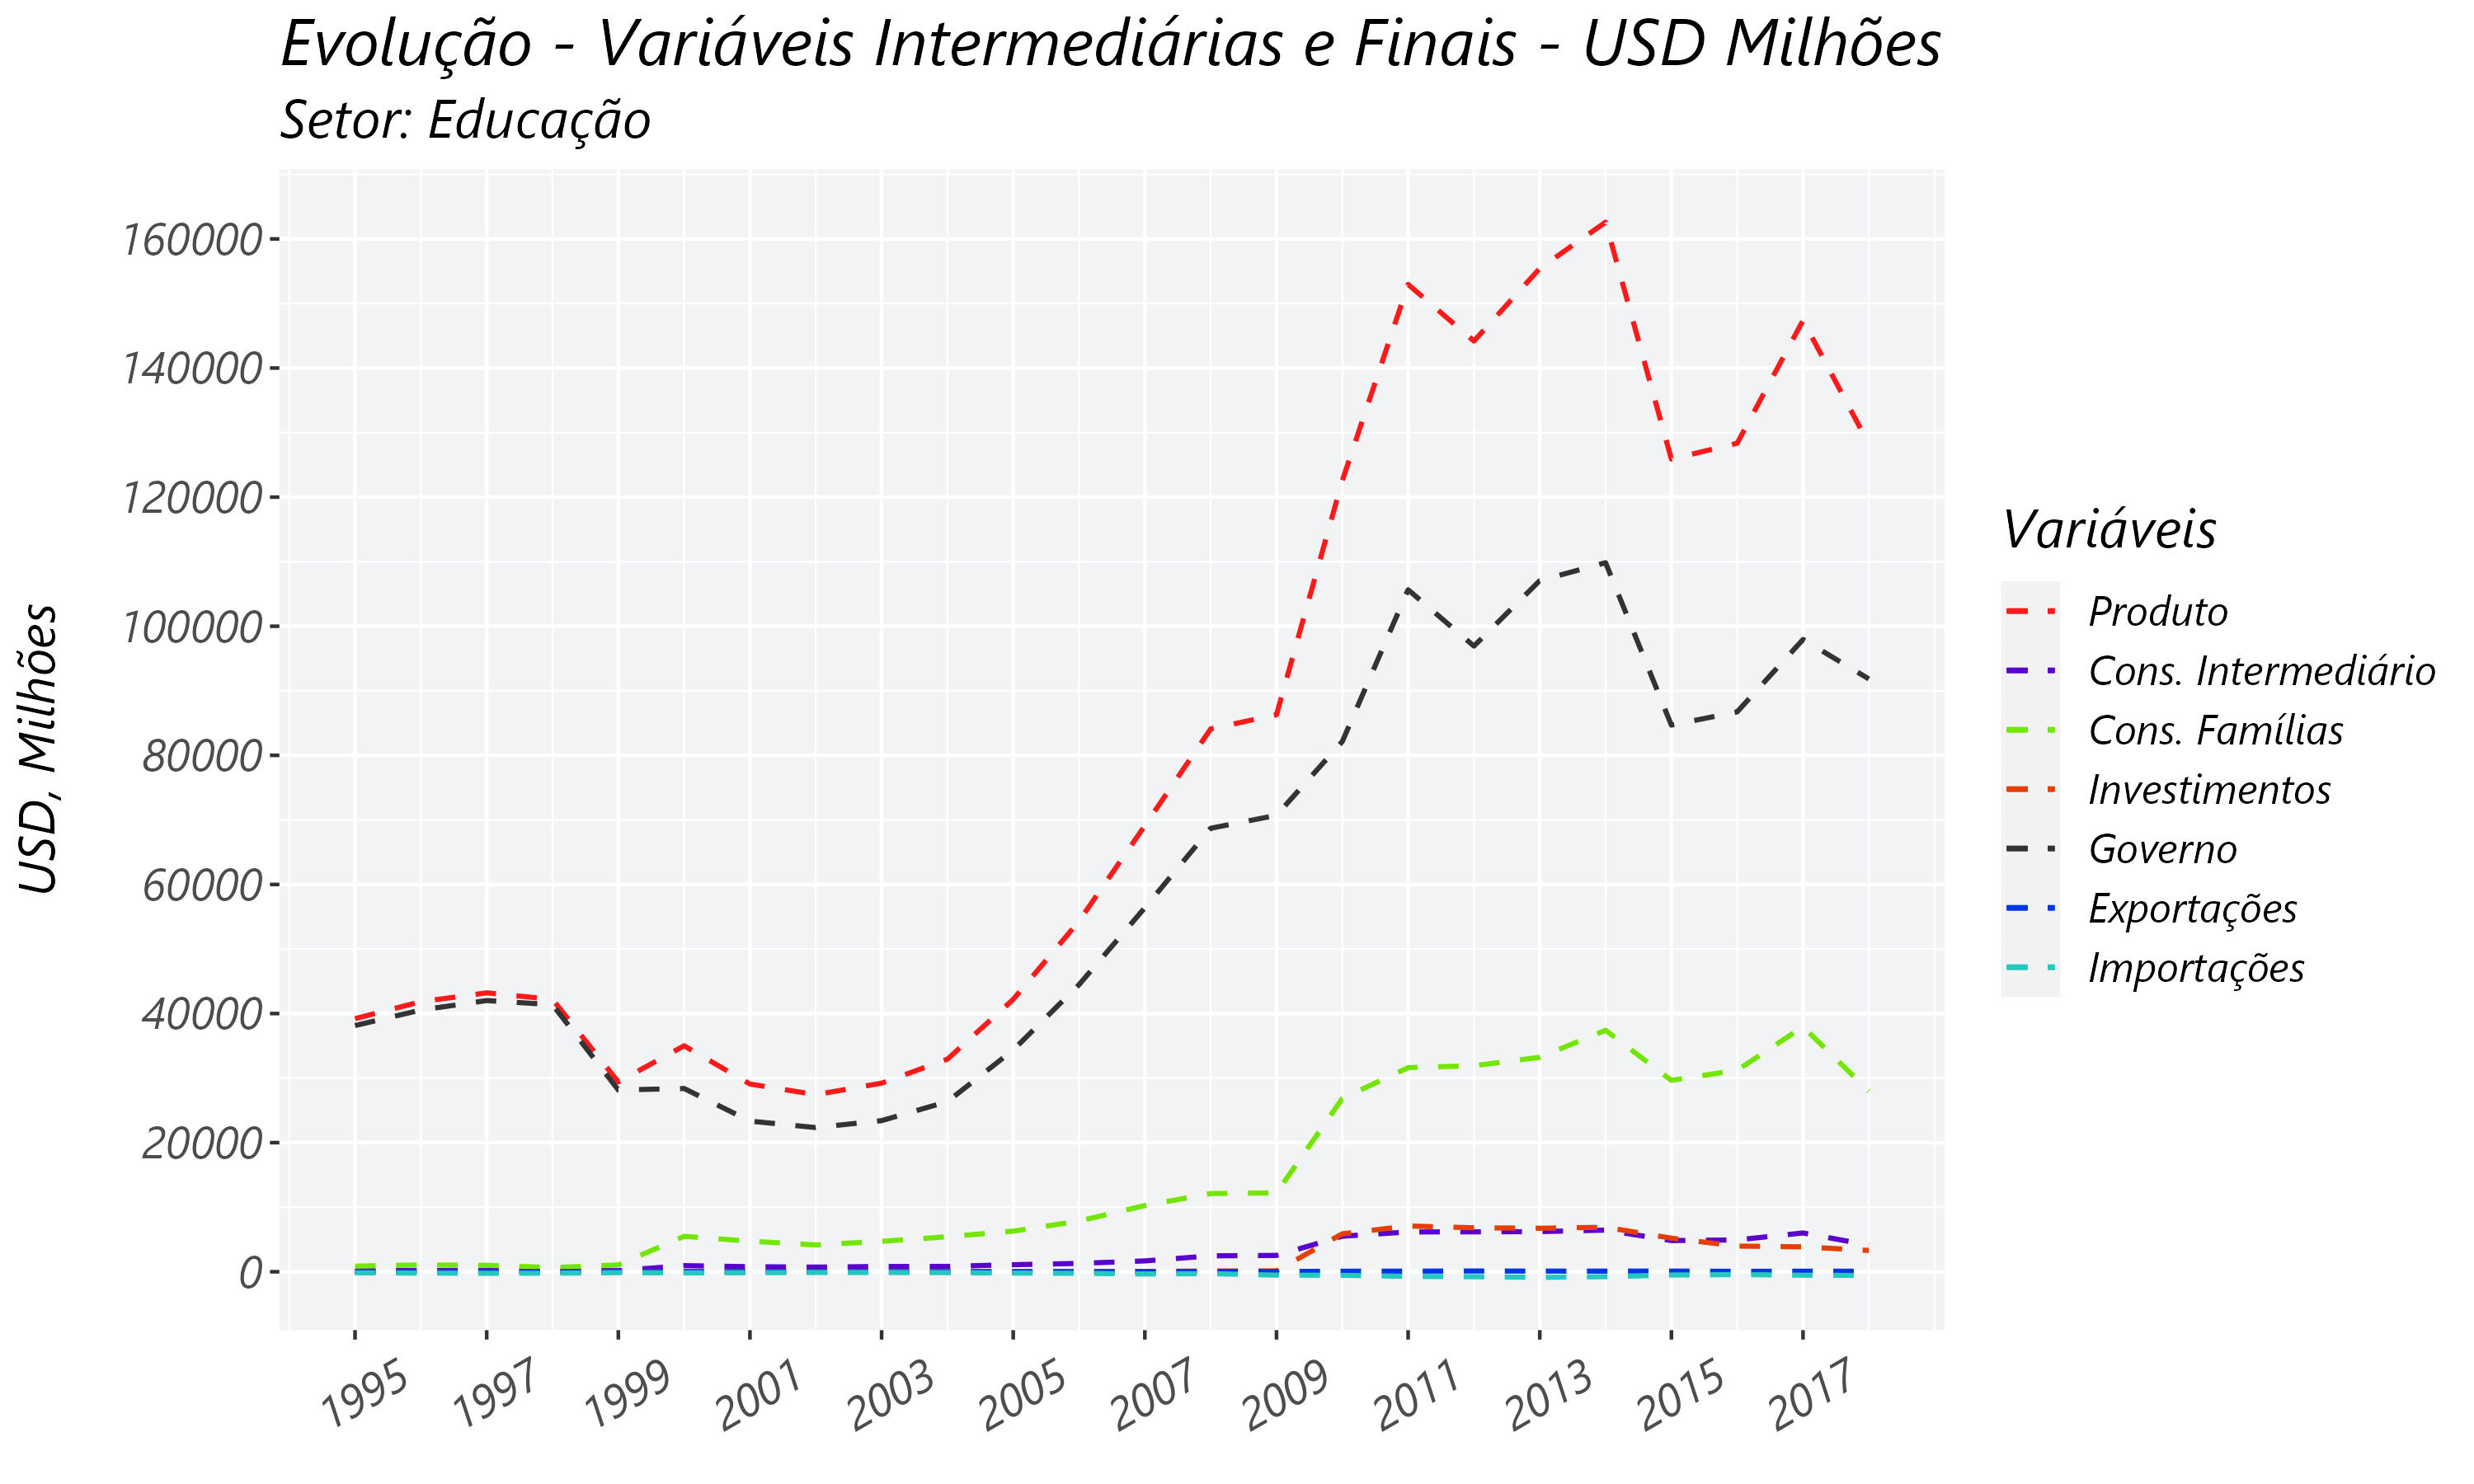 Evolução - Variáveis Intermediárias e Finais - USD Milhões
Setor: Educação
USD, Milhões
160000
140000
120000
100000
80000
60000
40000
20000
0
1995
1997
1999
2001
2003
2005
2007
2009
2011
2013
2015
2017
Variáveis
Produto
Cons. Intermediário
Cons. Famílias
Investimentos
Governo
Exportações
Importações